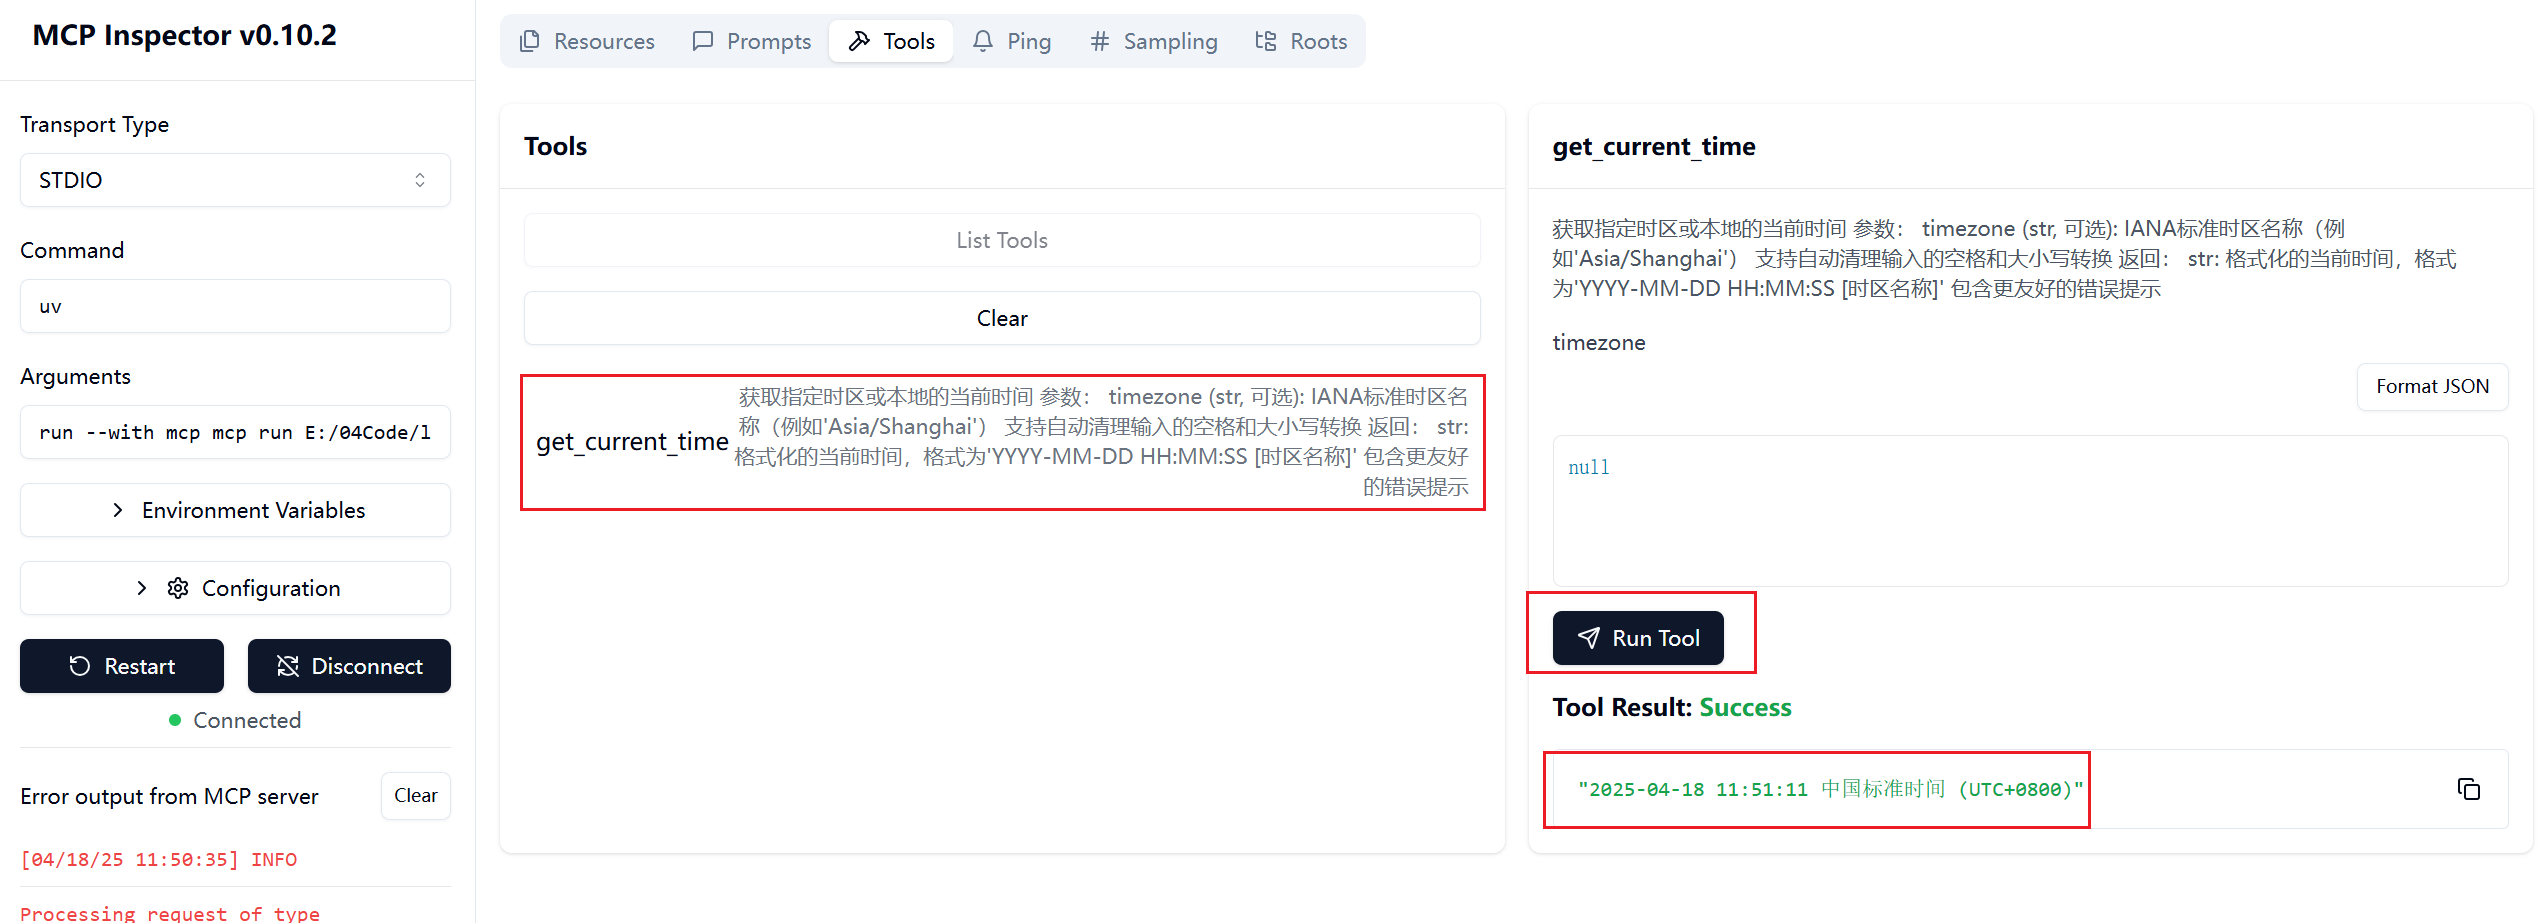 MCP Inspector v0.10.2
Transport Type
STDIO
Command
uv
Arguments
run --with mcp mcp run E:/04Code/l
Environment Variables
Configuration
Restart
Disconnect
Connected
Error output from MCP server
Clear
[04/18/25 11:50:35] INFO
Processing request of type
Resources
Prompts
Tools
Ping
Sampling
Roots
Tools
List Tools
Clear
get_current_time
获取指定时区或本地的当前时间 参数： timezone (str, 可选): IANA标准时区名
称（例如'Asia/Shanghai'） 支持自动清理输入的空格和大小写转换 返回： str:
格式化的当前时间，格式为'YYYY-MM-DD HH:MM:SS [时区名称]' 包含更友好
的错误提示
get_current_time
获取指定时区或本地的当前时间 参数： timezone (str, 可选): IANA标准时区名称（例
如'Asia/Shanghai'） 支持自动清理输入的空格和大小写转换 返回： str: 格式化的当前时间，格式
为'YYYY-MM-DD HH:MM:SS [时区名称]' 包含更友好的错误提示
timezone
Format JSON
null
Run Tool
Tool Result: Success
"2025-04-18 11:51:11 中国标准时间 (UTC+0800)"